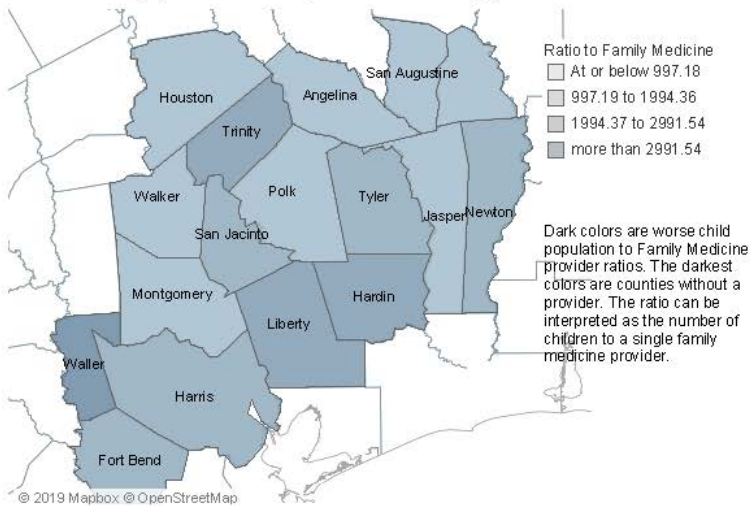 Ratio to Family Medicine
At or below 997.18
997.19 to 1994.36
1994.37 to 2991.54
more than 2991.54
San Augustine
Houston
Angelina
Trinity
Walker
Polk
Tyler
Jasper
Newton
San Jacinto
Montgomery
Liberty
Hardin
Waller
Harris
Fort Bend
Dark colors are worse child
population to Family Medicine
provider ratios. The darkest
colors are counties without a
provider. The ratio can be
interpreted as the number of
children to a single family
medicine provider.
© 2019 Mapbox © OpenStreetMap